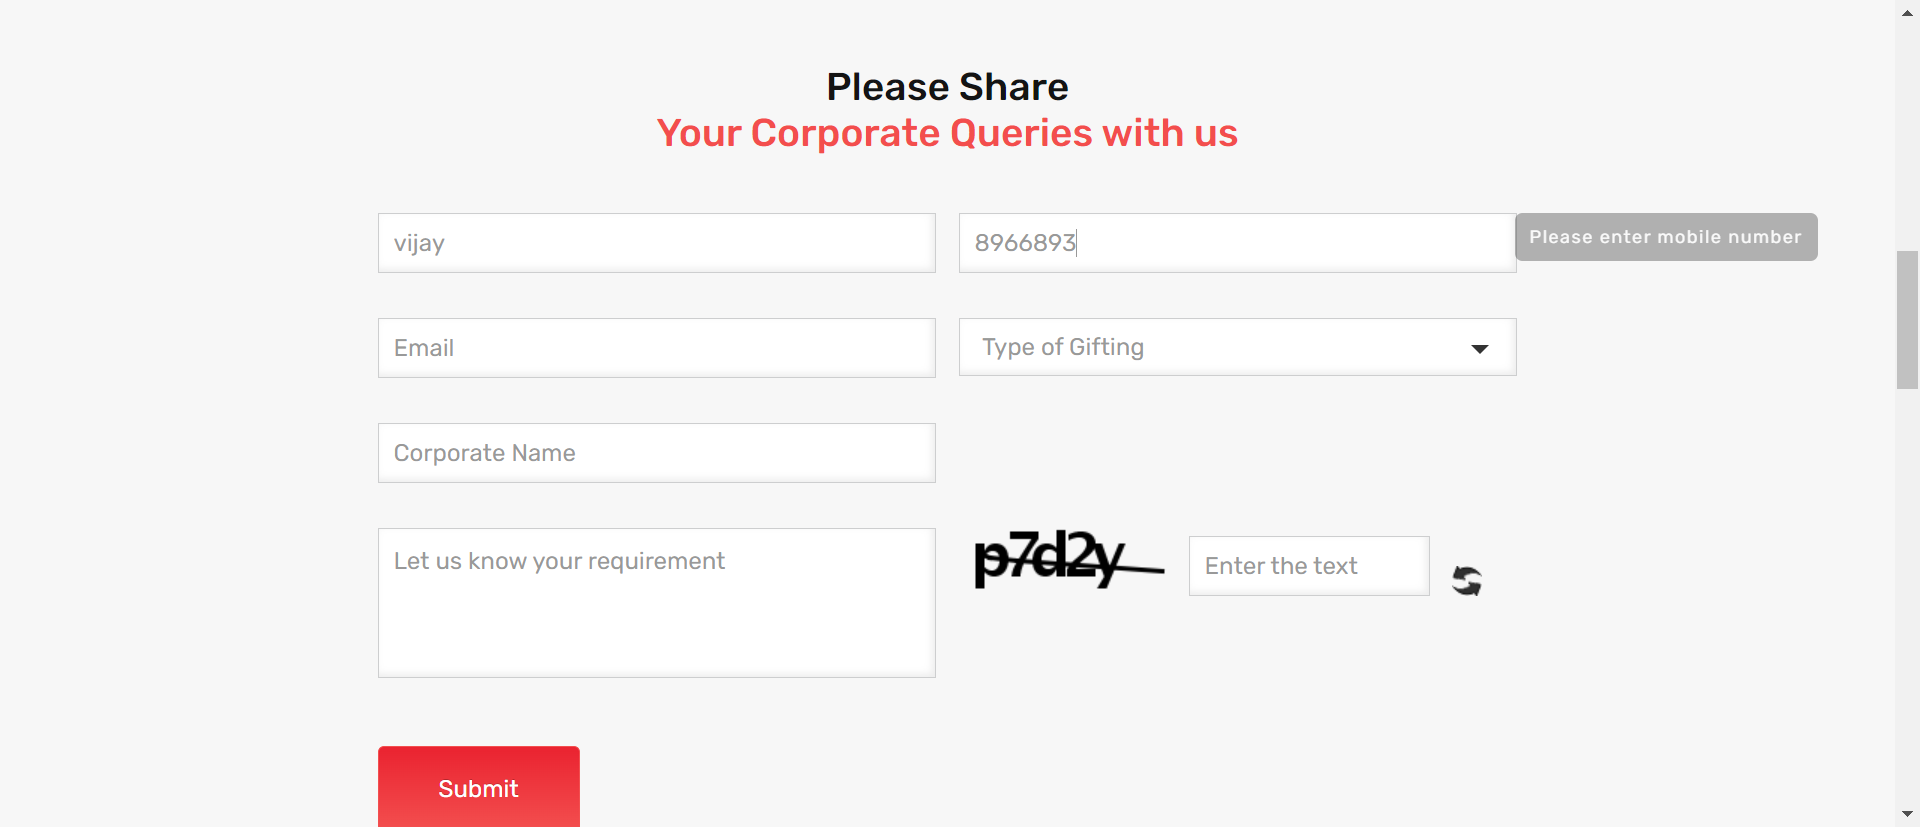 Please Share
Your Corporate Queries with us
vijay
8966893
Please enter mobile number
Email
Type of Gifting
Corporate Name
Let us know your requirement
p7d2y
Enter the text
Submit